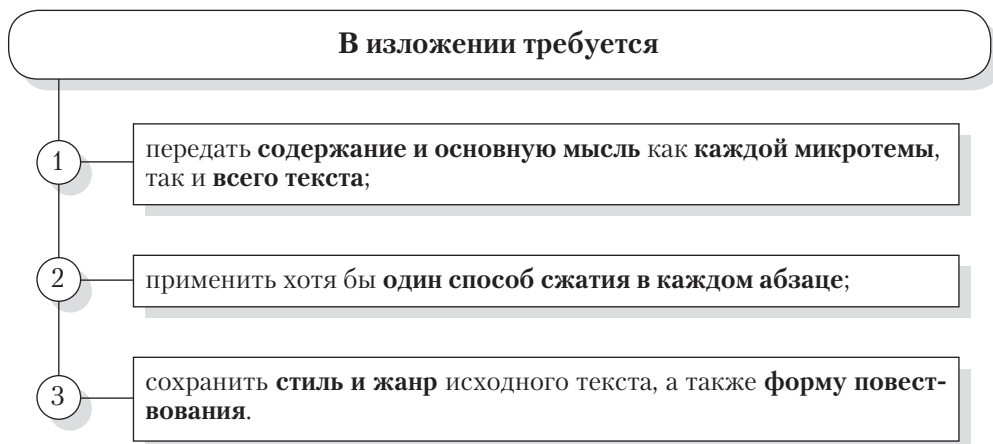 В изложении требуется
1
передать содержание и основную мысль как каждой микротемы,
так и всего текста;
2
применить хотя бы один способ сжатия в каждом абзаце;
3
сохранить стиль и жанр исходного текста, а также форму повест-
вования.